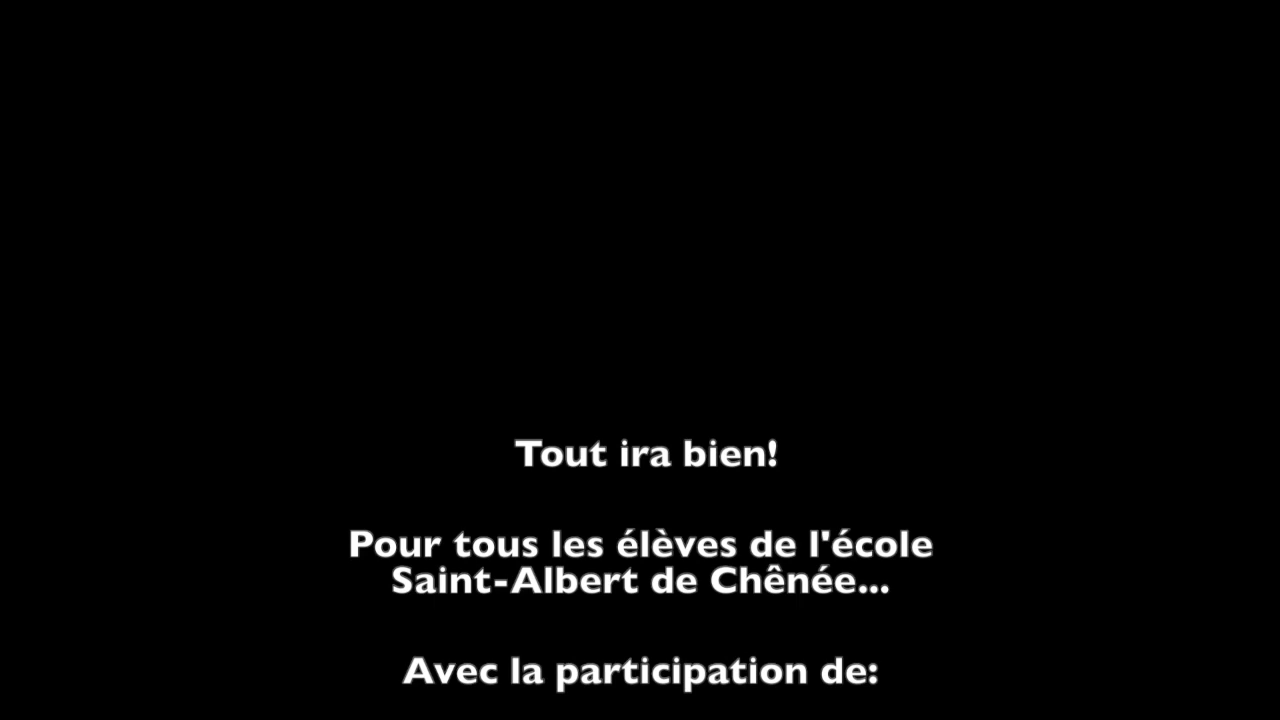 Tout ira bien!
Pour tous les élèves de l'école
Saint-Albert de Chênée...
Avec la participation de: